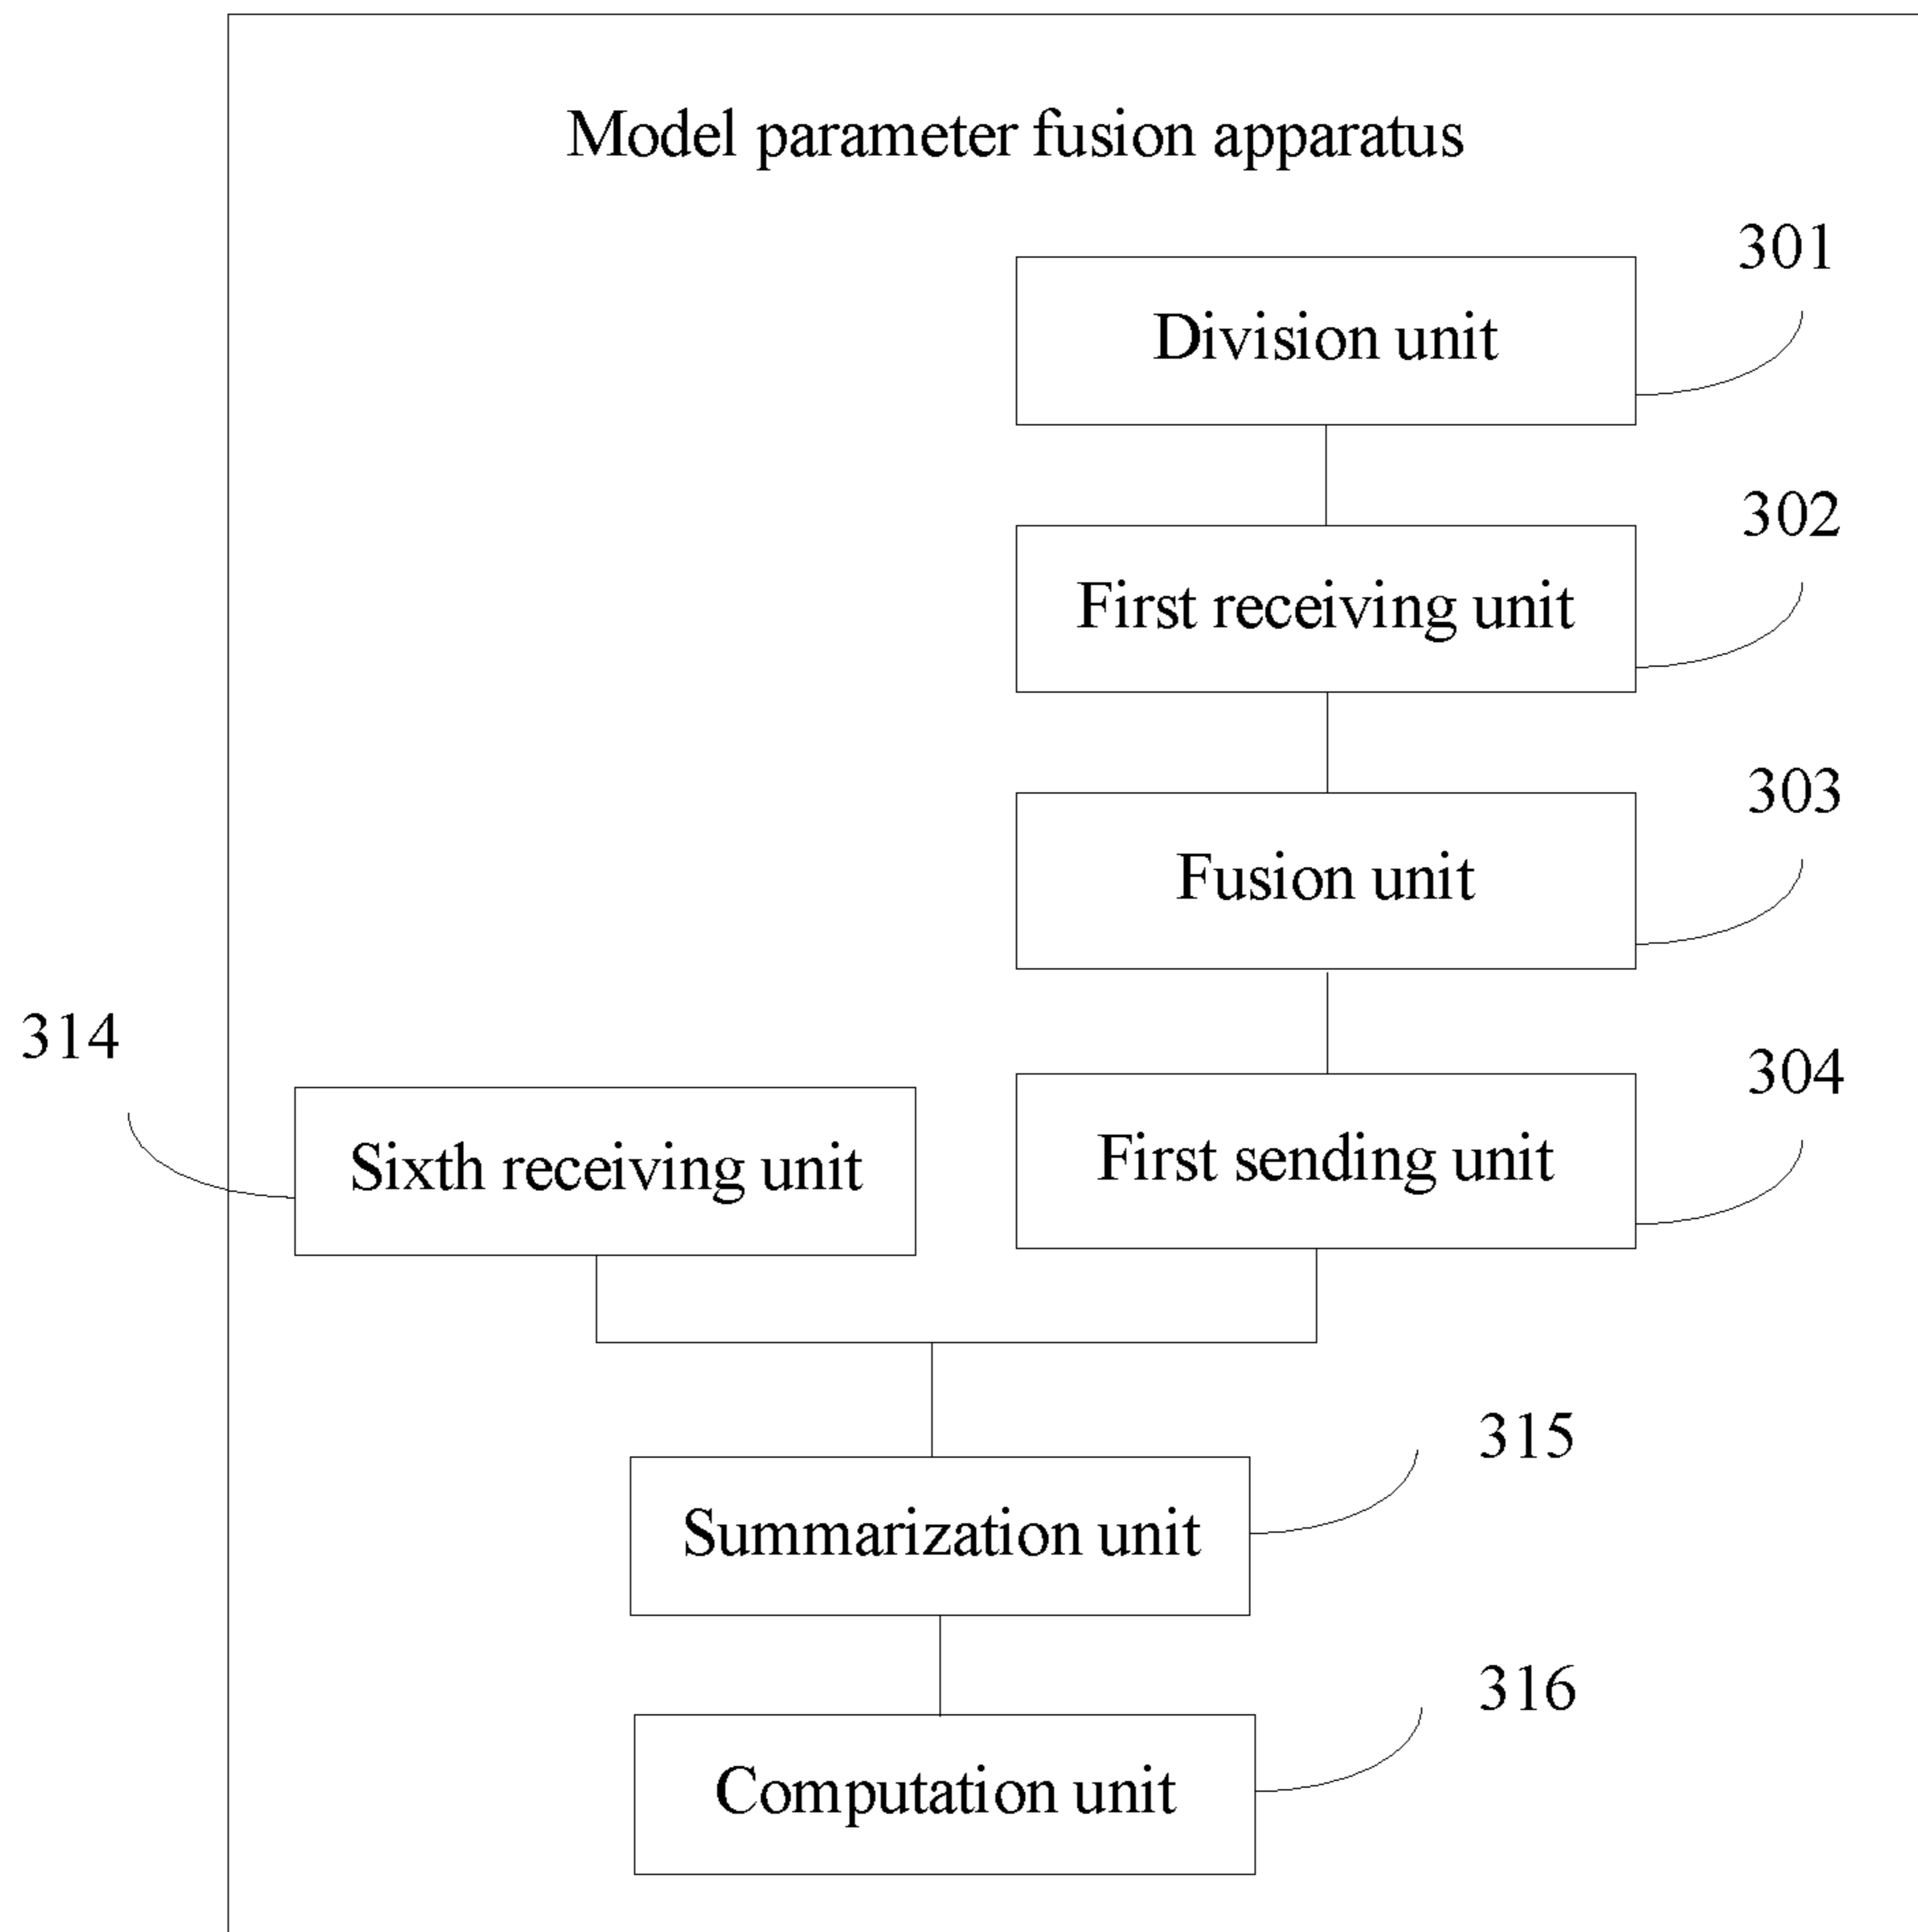 Model parameter fusion apparatus
301
Division unit
302
First receiving unit
303
Fusion unit
314
304
Sixth receiving unit
First sending unit
315
Summarization unit
316
Computation unit